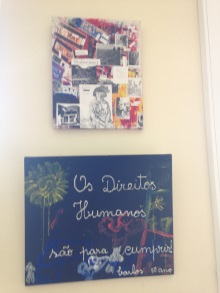 Os Direitos
Humanos
são para cumprir